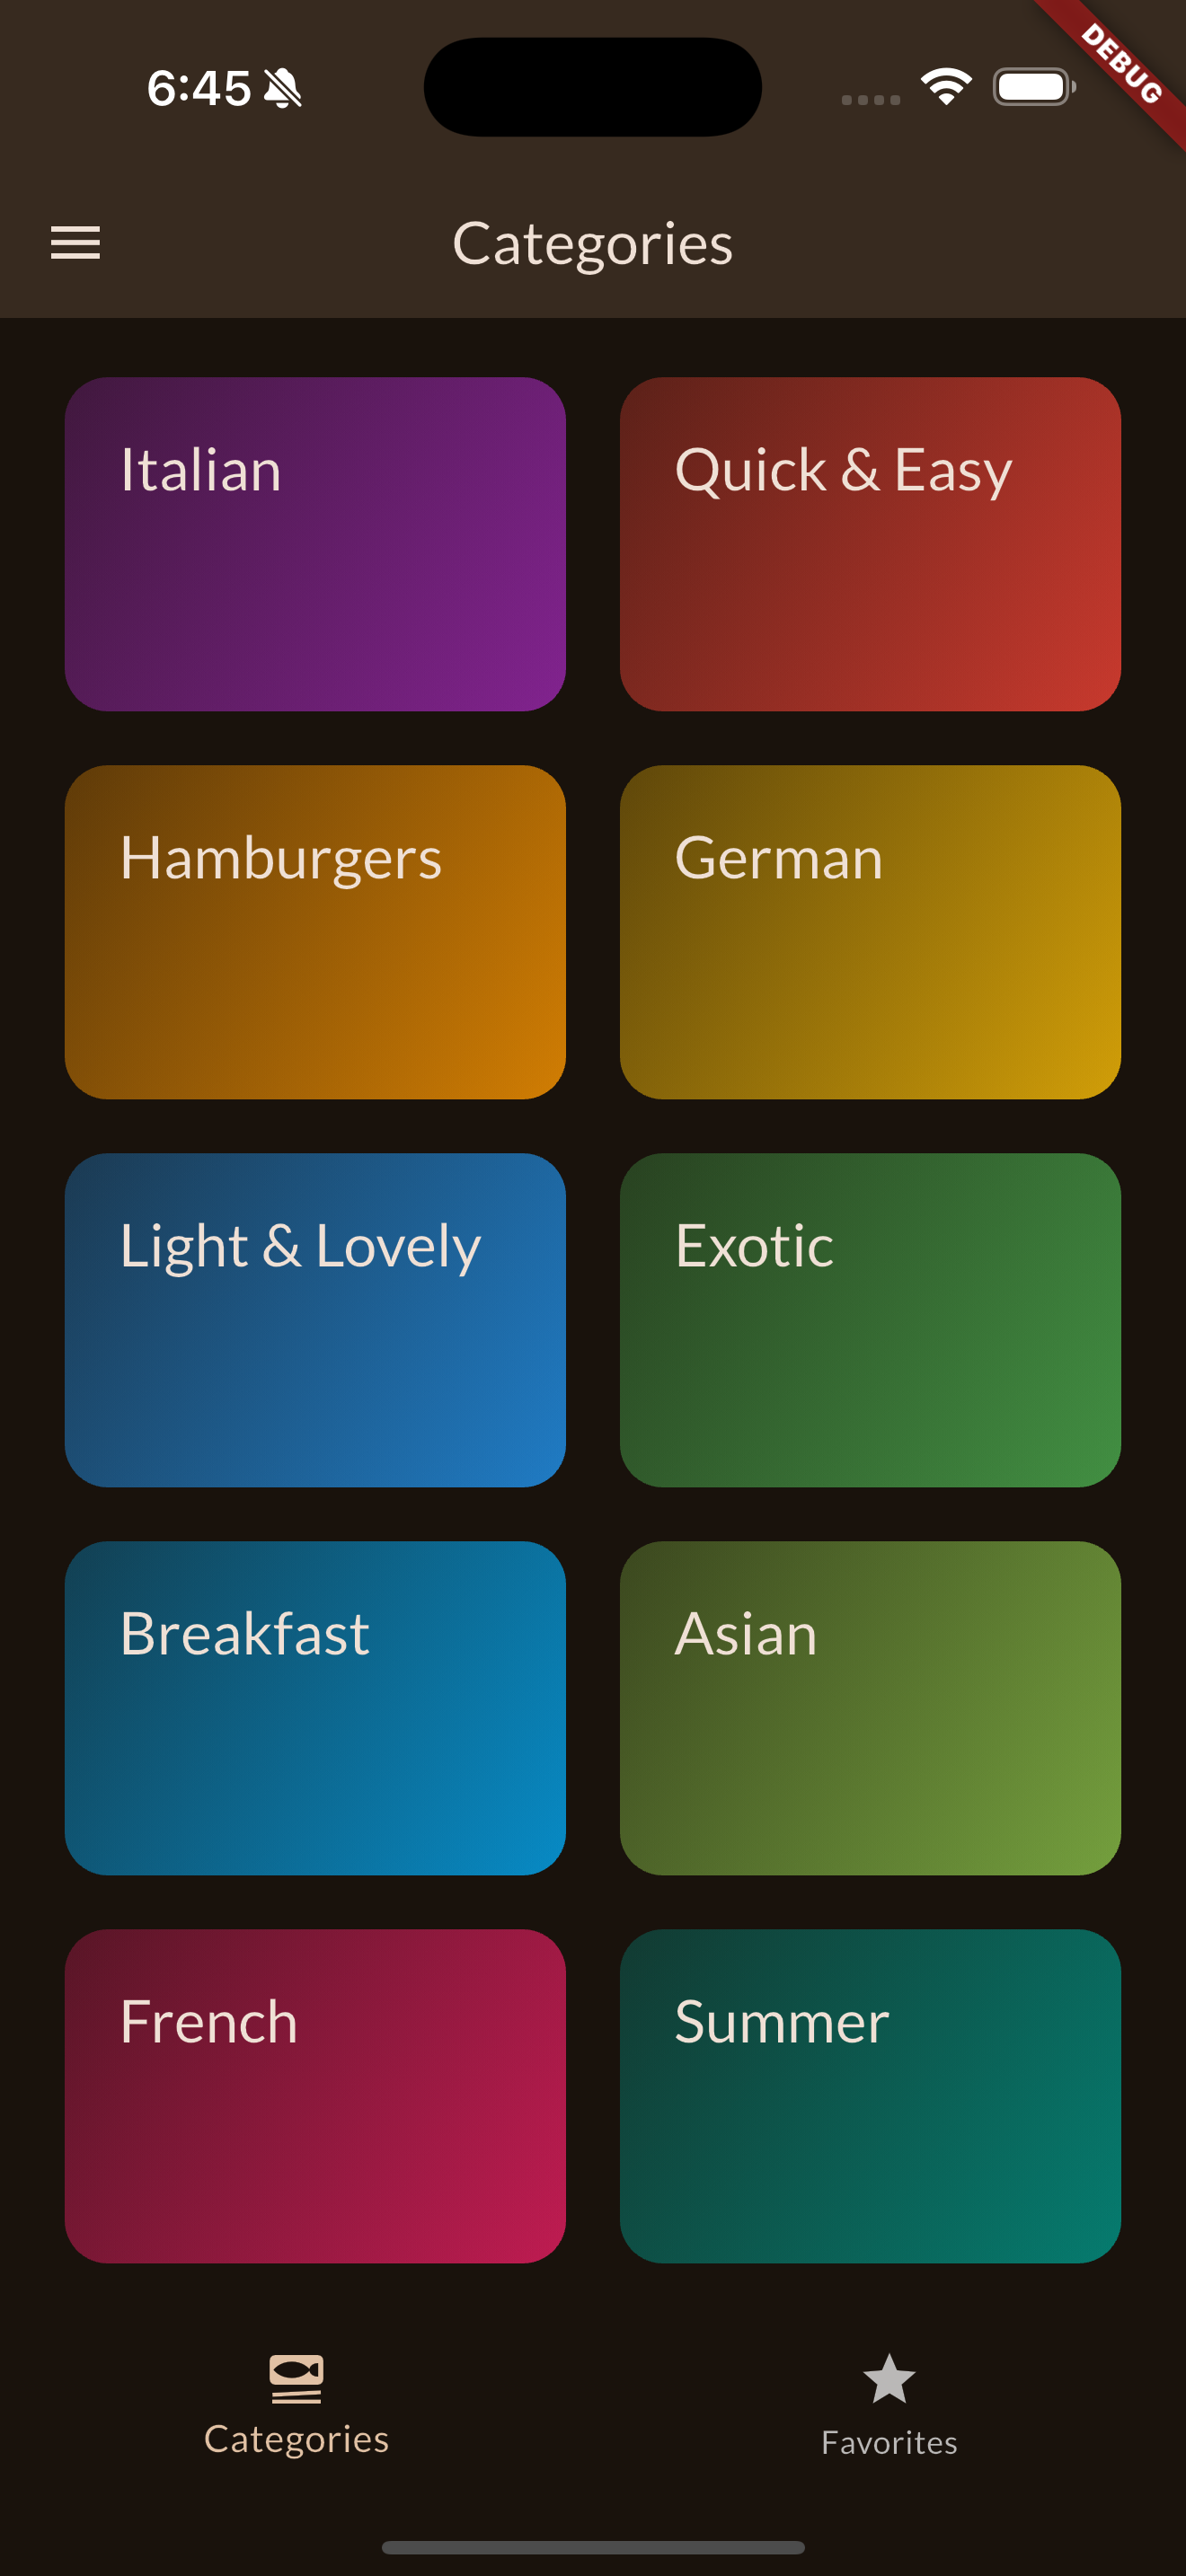 6:45
DEBUG
Categories
Italian
Quick & Easy
Hamburgers
German
Light & Lovely
Exotic
Breakfast
Asian
French
Summer
Categories
Favorites